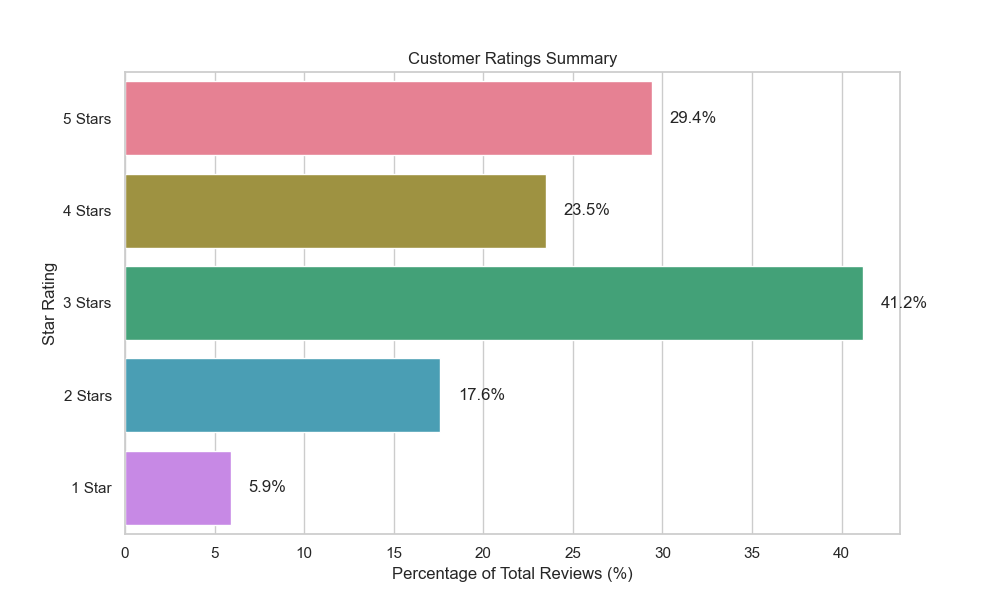 Customer Ratings Summary
Star Rating
5 Stars
29.4%
4 Stars
23.5%
3 Stars
41.2%
2 Stars
17.6%
1 Star
5.9%
0 5 10 15 20 25 30 35 40
Percentage of Total Reviews (%)